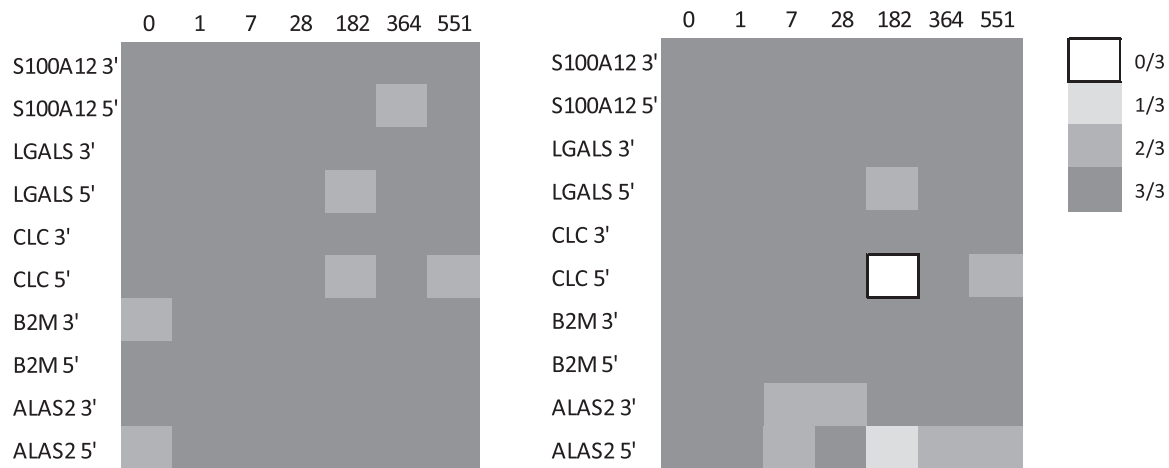 0 1 7 28 182 364 551 0 1 7 28 182 364 551
S100A12 3' S100A12 3' 0/3
S100A12 5' S100A12 5' 1/3
LGALS 3' LGALS 3' 2/3
LGALS 5' LGALS 5' 3/3
CLC 3' CLC 3'
CLC 5' CLC 5'
B2M 3' B2M 3'
B2M 5' B2M 5'
ALAS2 3' ALAS2 3'
ALAS2 5' ALAS2 5'